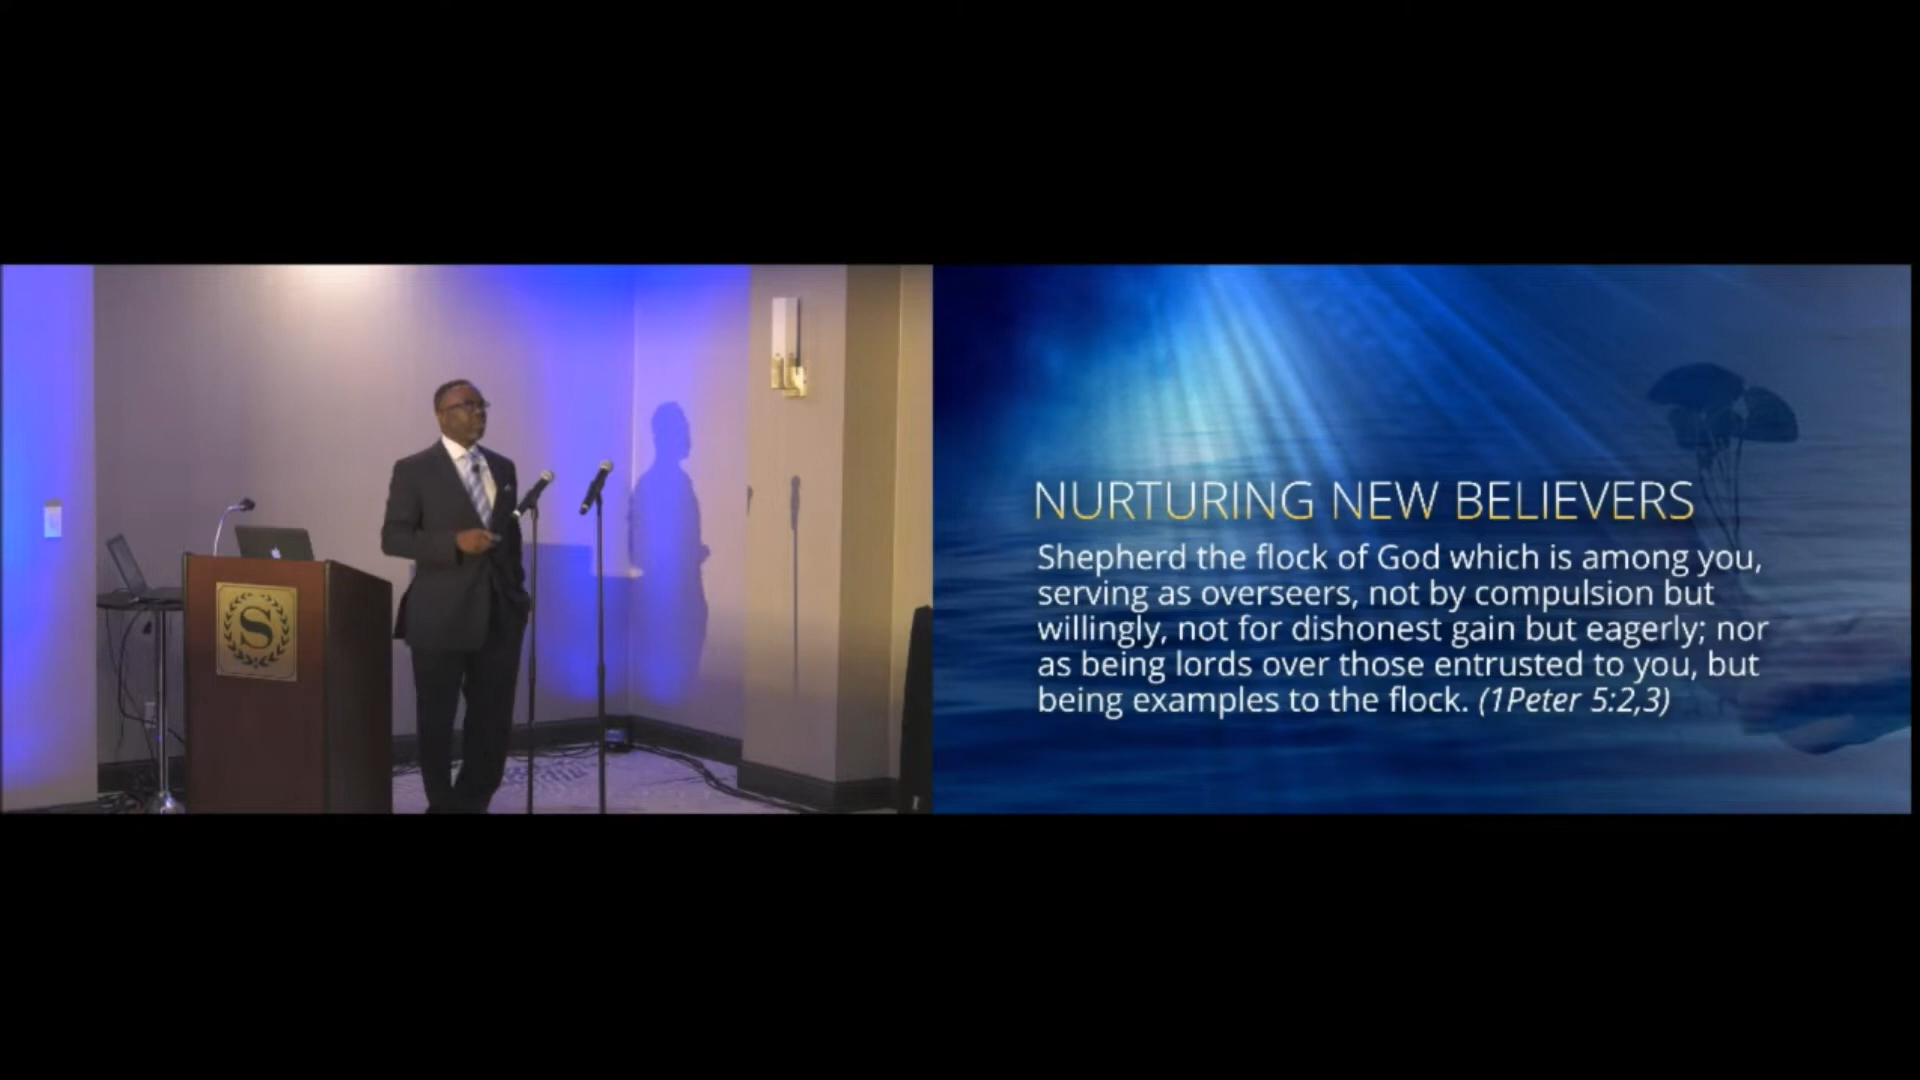 S
NURTURING NEW BELIEVERS
Shepherd the flock of God which is among you,
serving as overseers, not by compulsion but
willingly, not for dishonest gain but eagerly; nor
as being lords over those entrusted to you, but
being examples to the flock. (1Peter 5:2,3)